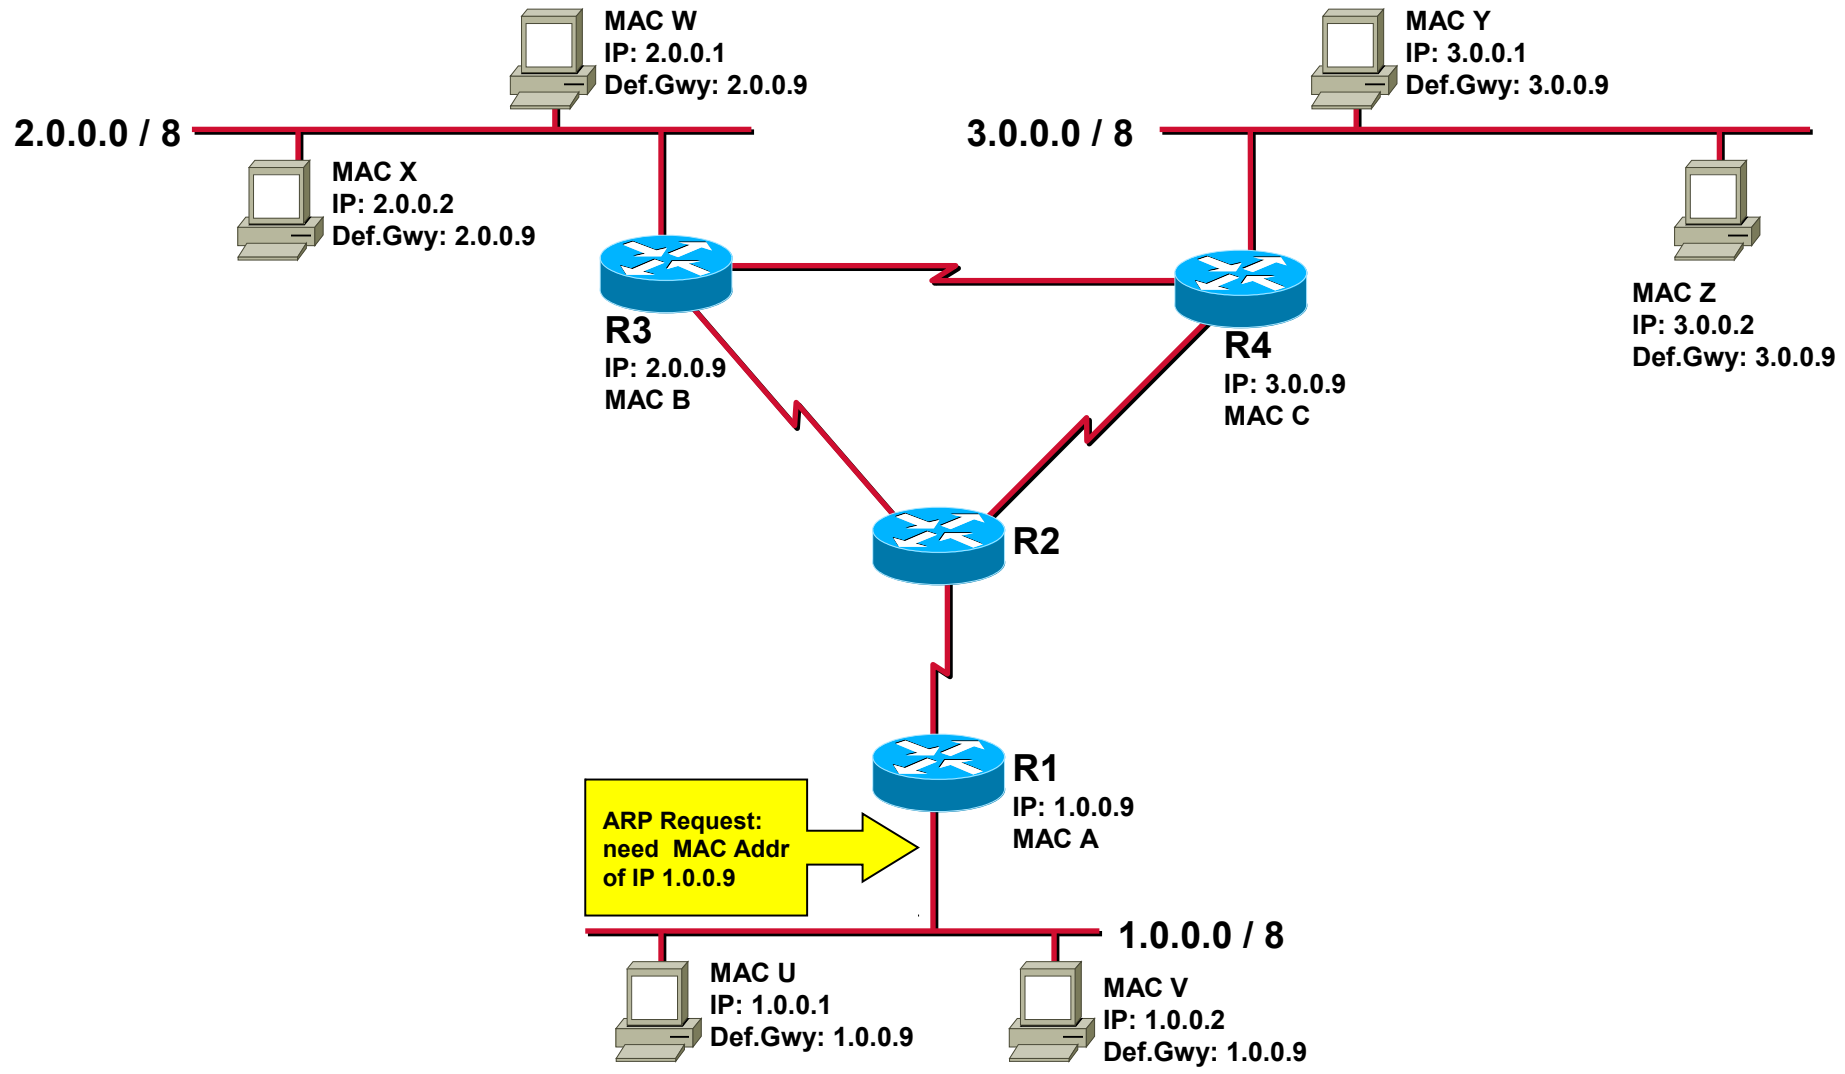 MAC W
IP: 2.0.0.1
Def.Gwy: 2.0.0.9
MAC Y
IP: 3.0.0.1
Def.Gwy: 3.0.0.9
2.0.0.0 / 8
3.0.0.0 / 8
MAC X
IP: 2.0.0.2
Def.Gwy: 2.0.0.9
MAC Z
IP: 3.0.0.2
Def.Gwy: 3.0.0.9
R3
IP: 2.0.0.9
MAC B
R4
IP: 3.0.0.9
MAC C
R2
R1
IP: 1.0.0.9
MAC A
ARP Request:
need MAC Addr
of IP 1.0.0.9
1.0.0.0 / 8
MAC U
IP: 1.0.0.1
Def.Gwy: 1.0.0.9
MAC V
IP: 1.0.0.2
Def.Gwy: 1.0.0.9